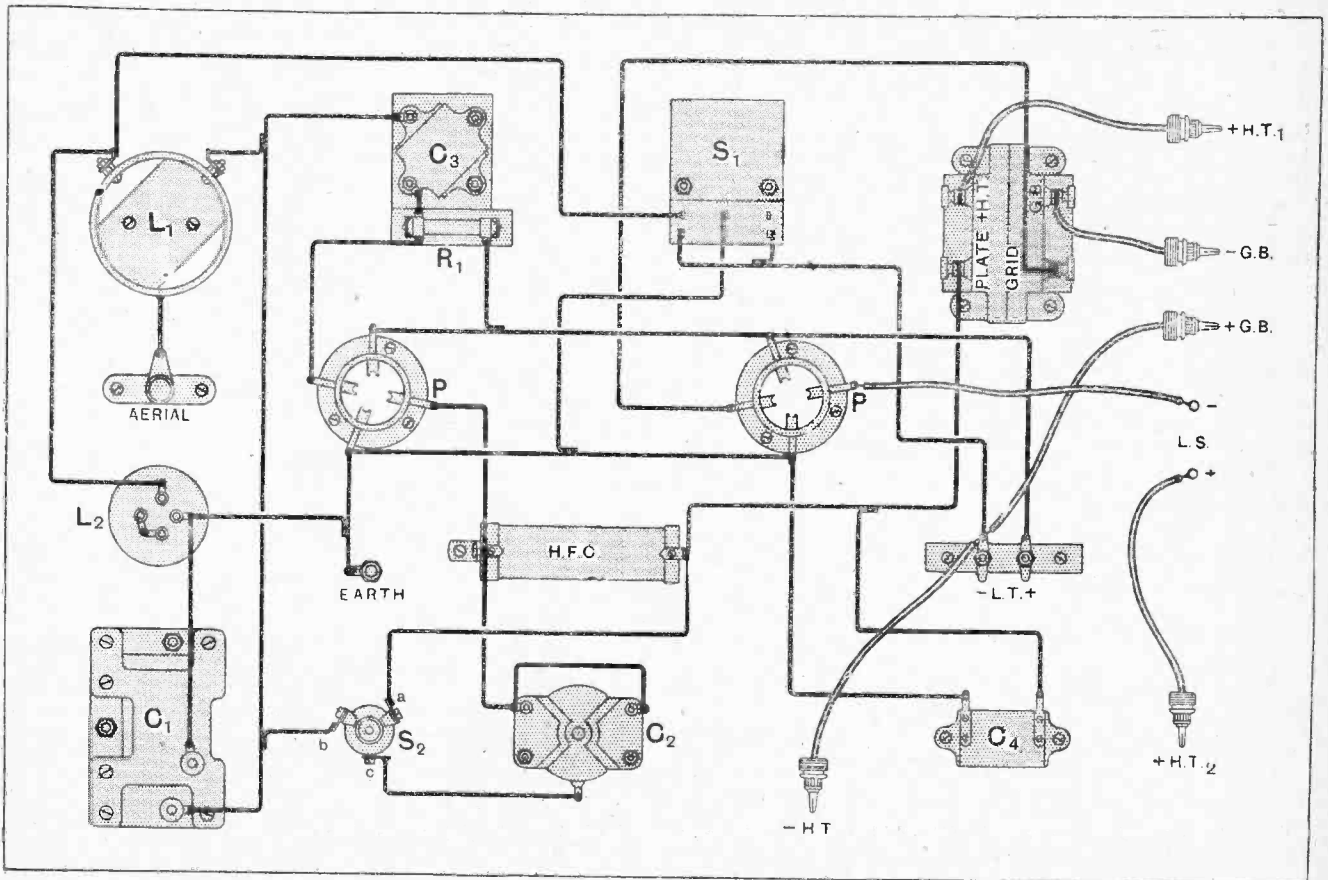 +H.T.1
C3
S1
L1
PLATE +H.T.
GRID
G.B.
-G.B.
R1
+G.B.
AERIAL
P
P
-
L.S.
+
L2
H.F.C.
EARTH
-L.T.+
a
C1
b
S2
C2
C4
c
+H.T.2
-H.T